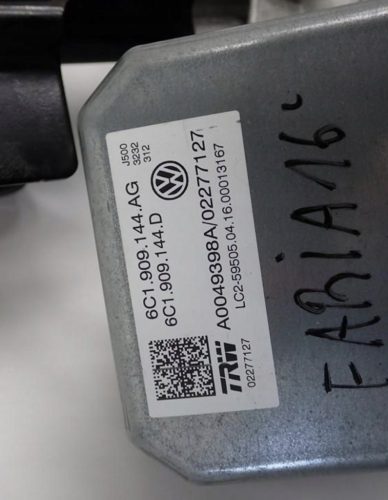 J500
3232
312
6C1.909.144.AG
6C1.909.144.D
A0049398A/02277127
LC2-59505.04.16.00013167
TRW
02277127
FABIA 16'